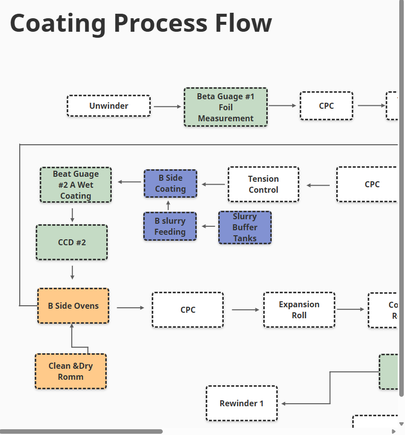 Coating Process Flow
Unwinder
Beta Guage #1
Foil
Measurement
CPC
Beat Guage
#2 A Wet
Coating
B Side
Coating
Tension
Control
CPC
B slurry
Feeding
Slurry
Buffer
Tanks
CCD #2
B Side Ovens
CPC
Expansion
Roll
Co
R
Clean &Dry
Romm
Rewinder 1